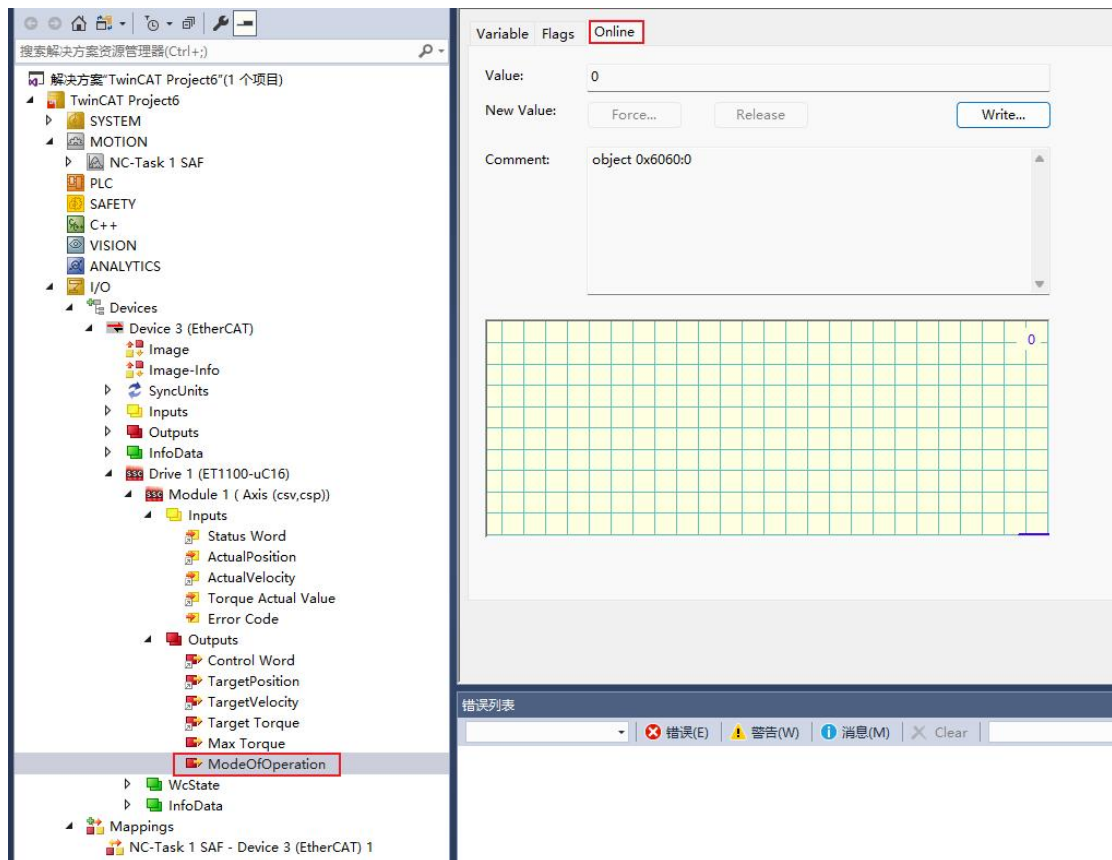 搜索解决方案资源管理器(Ctrl+;)
解决方案"TwinCAT Project6"(1 个项目)
TwinCAT Project6
SYSTEM
MOTION
NC-Task 1 SAF
PLC
SAFETY
C++
VISION
ANALYTICS
I/O
Devices
Device 3 (EtherCAT)
Image
Image-Info
SyncUnits
Inputs
Outputs
InfoData
Drive 1 (ET1100-uC16)
Module 1 ( Axis (csv,csp))
Inputs
Status Word
ActualPosition
ActualVelocity
Torque Actual Value
Error Code
Outputs
Control Word
TargetPosition
TargetVelocity
Target Torque
Max Torque
ModeOfOperation
WcState
InfoData
Mappings
NC-Task 1 SAF - Device 3 (EtherCAT) 1
Variable Flags Online
Value: 0
New Value: Force... Release Write...
Comment: object 0x6060:0
0
错误列表
错误(E) 警告(W) 消息(M) Clear